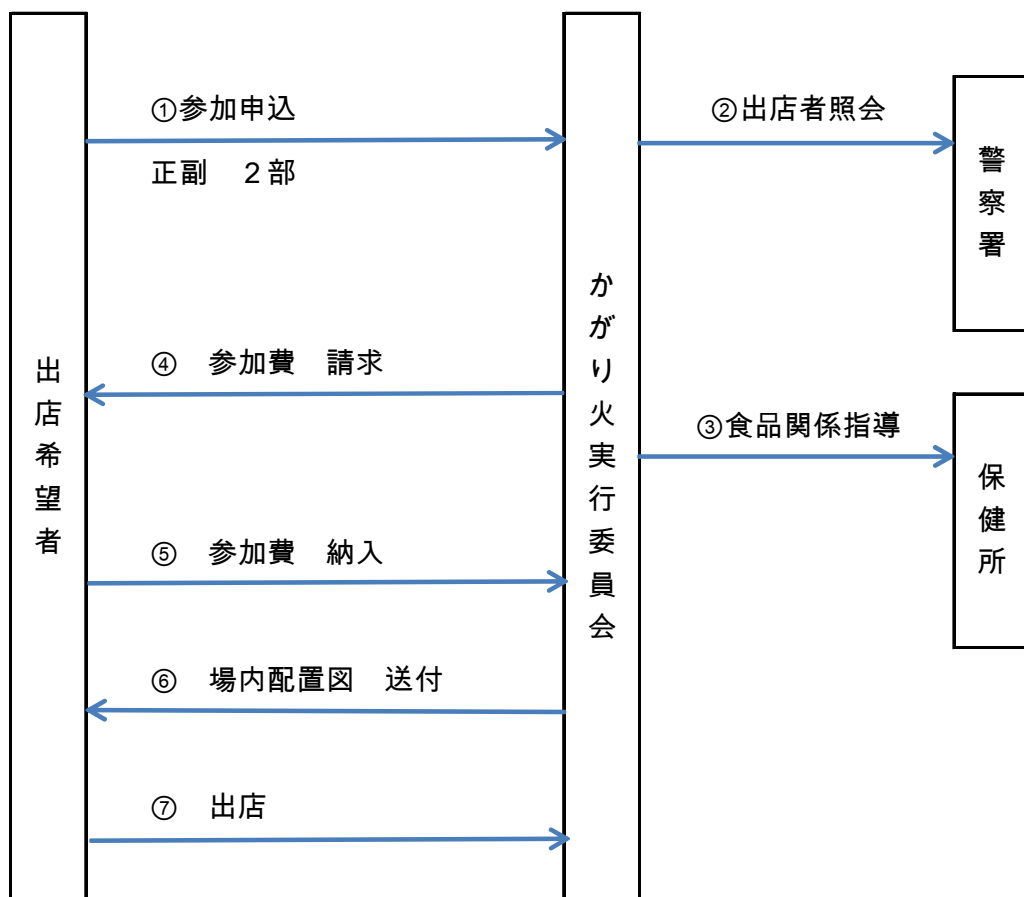 ①参加申込
正副　２部
②出店者照会
警察署
かがり火実行委員会
出店希望者
④　参加費　請求
③食品関係指導
保健所
⑤　参加費　納入
⑥　場内配置図　送付
⑦　出店